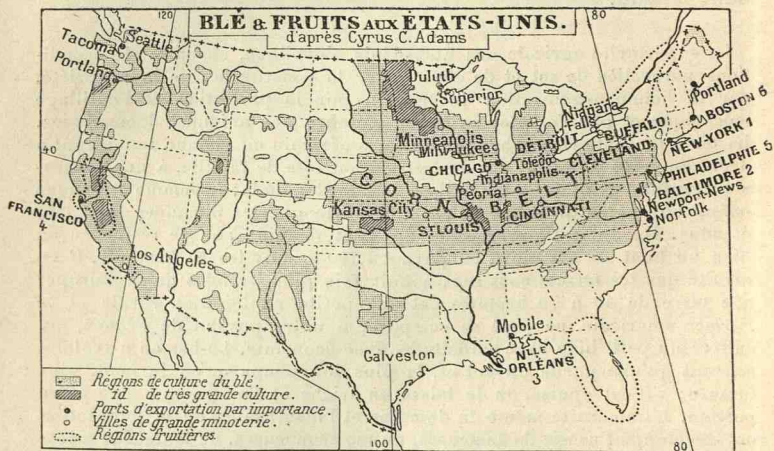 BLÉ & FRUITS AUX ÉTATS-UNIS.
d'après Cyrus C. Adams
120
80
Tacoma
Seattle
Portland
Duluth
Superior
Portland
BOSTON 6
Niagara
Falls
BUFFALO
NEW-YORK 1
Minneapolis
Milwaukee
DETROIT
CLEVELAND
40
CHICAGO
Toledo
PHILADELPHIE 5
Indianapolis
BALTIMORE 2
Peoria
Newport-News
CORN BELT
Norfolk
SAN
FRANCISCO
4
Kansas City
CINCINNATI
ST LOUIS
Los Angeles
Mobile
Galveston
NLLE
ORLÉANS
3
Régions de culture du blé.
id de très grande culture.
Ports d'exportation par importance.
Villes de grande minoterie.
Régions fruitières.
100
80